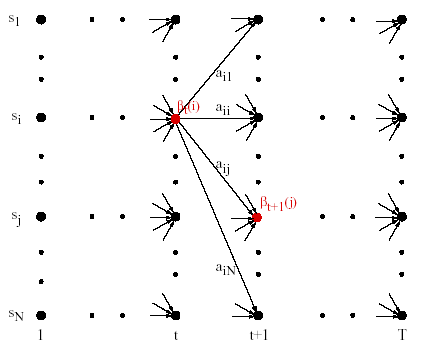 s1
ai1
βt(i)
si
aii
aij
βt+1(j)
sj
aiN
sN
1 t t+1 T